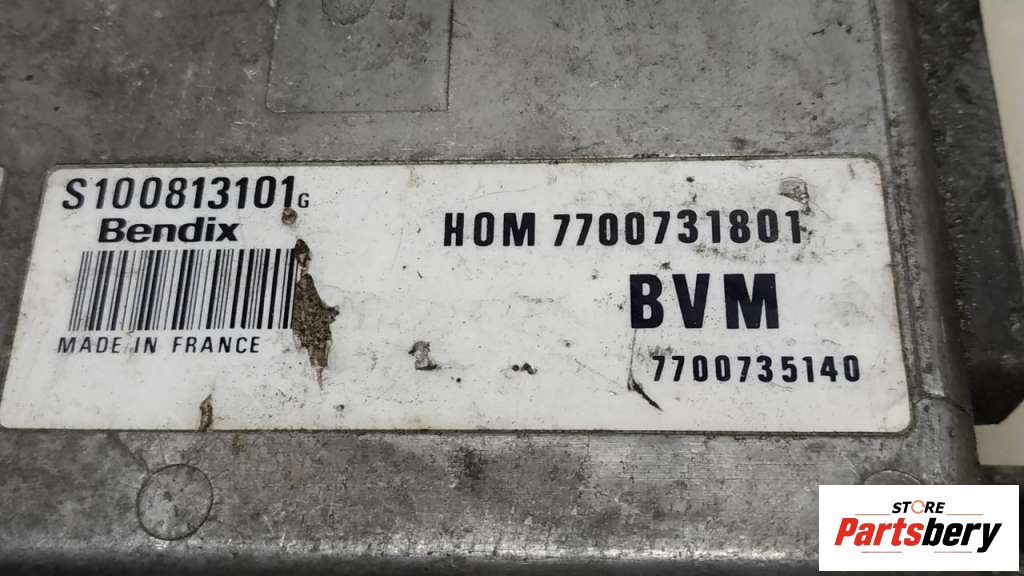 S100813101G
Bendix
MADE IN FRANCE
HOM 7700731801
BVM
7700735140
STORE
Partsbery